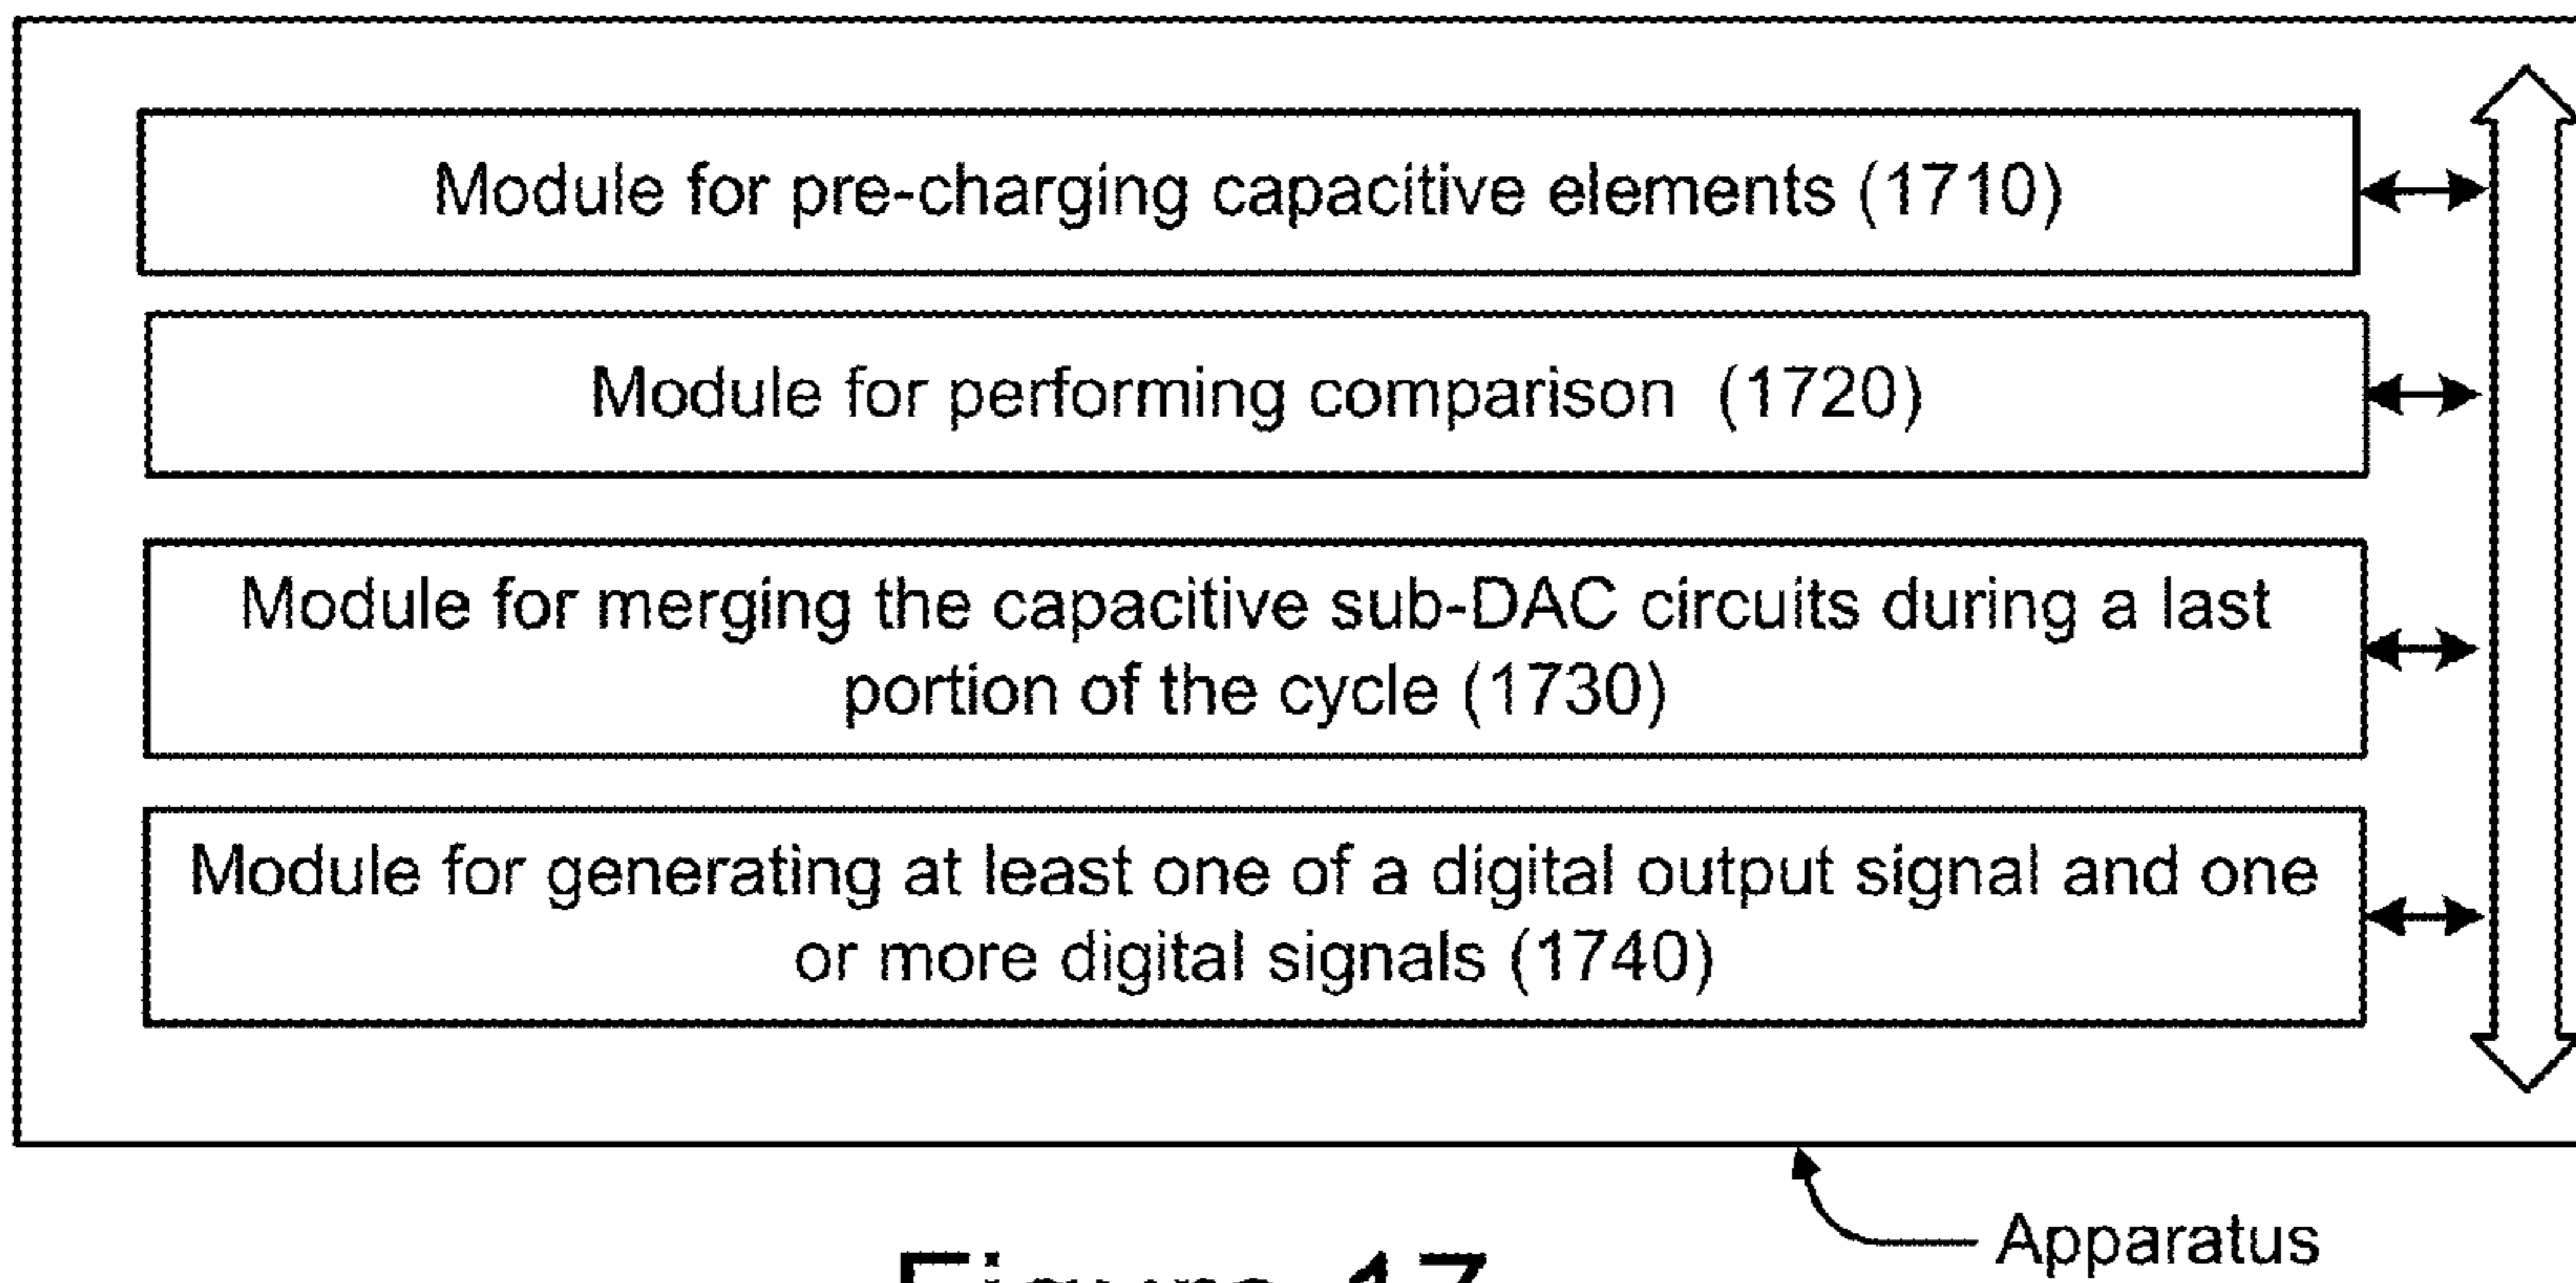 Module for pre-charging capacitive elements (1710)
Module for performing comparison (1720)
Module for merging the capacitive sub-DAC circuits during a last
portion of the cycle (1730)
Module for generating at least one of a digital output signal and one
or more digital signals (1740)
Apparatus
Figure 17